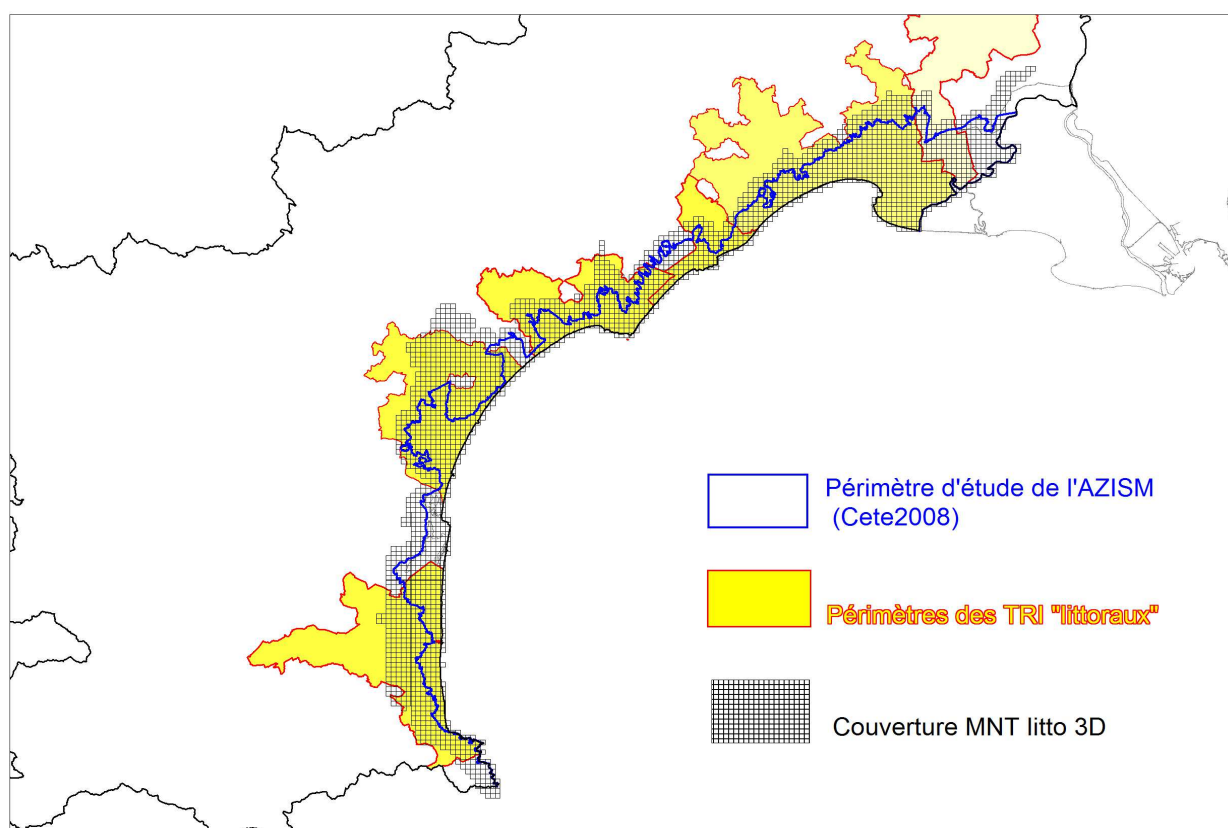 Périmètre d'étude de l'AZISM
(Cete2008)
Périmètres des TRI "littoraux"
Couverture MNT litto 3D